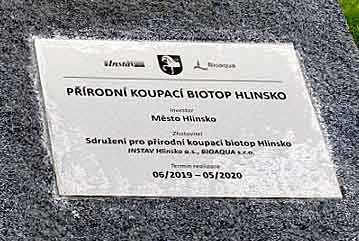 INSTAV Bioaqua
PŘÍRODNÍ KOUPACÍ BIOTOP HLINSKO
Investor
Město Hlinsko
Zhotovitel
Sdružení pro přírodní koupací biotop Hlinsko
INSTAV Hlinsko a.s., BIOAQUA s.r.o.
Termín realizace
06/2019 – 05/2020